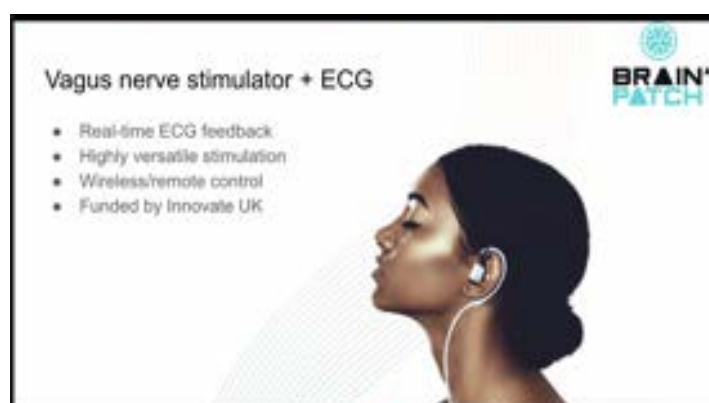 Vagus nerve stimulator + ECG
BRAIN+
PATCH
● Real-time ECG feedback
● Highly versatile stimulation
● Wireless/remote control
● Funded by Innovate UK